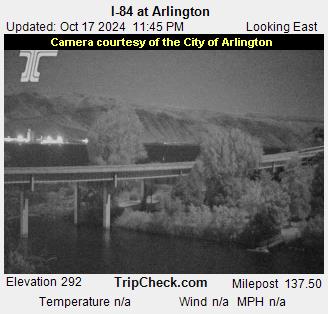 I-84 at Arlington
Updated: Oct 17 2024 11:45 PM Looking East
Camera courtesy of the City of Arlington
Elevation 292 TripCheck.com Milepost 137.50
Temperature n/a Wind n/a MPH n/a